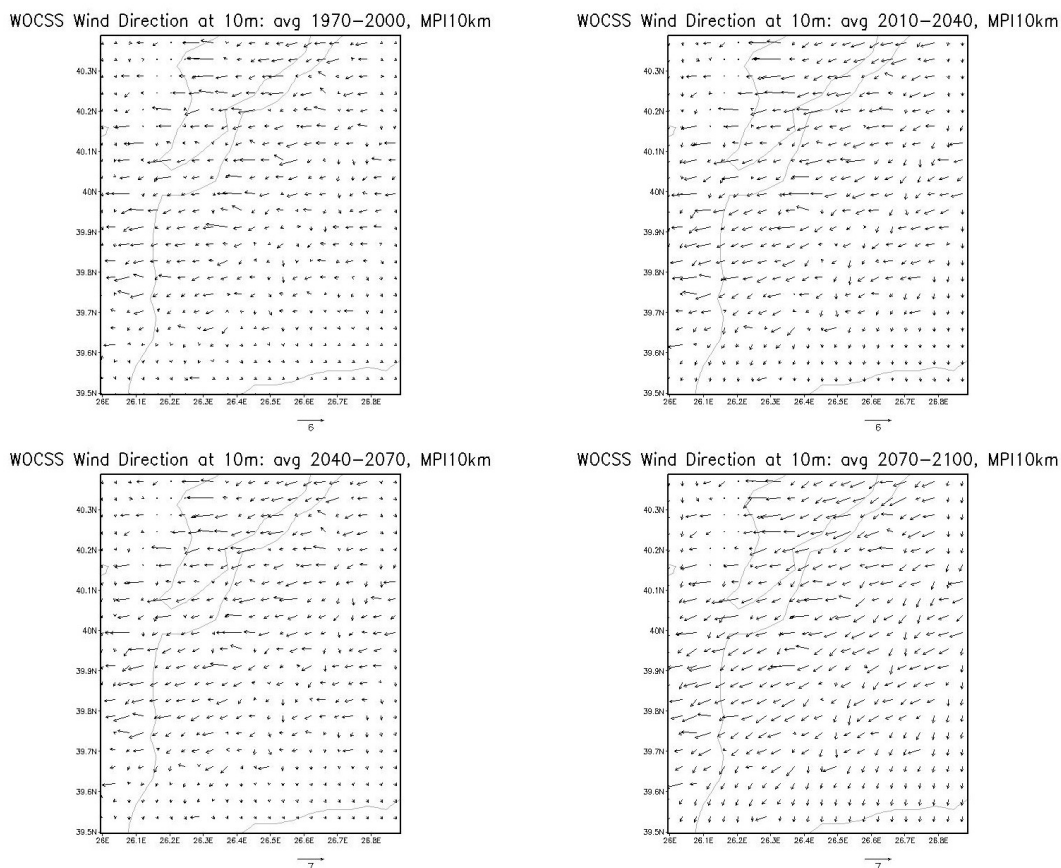 WOCSS Wind Direction at 10m: avg 1970−2000, MPI10km
40.3N
40.2N
40.1N
40N
39.9N
39.8N
39.7N
39.6N
39.5N
26E 26.1E 26.2E 26.3E 26.4E 26.5E 26.6E 26.7E 26.8E
6
WOCSS Wind Direction at 10m: avg 2010−2040, MPI10km
40.3N
40.2N
40.1N
40N
39.9N
39.8N
39.7N
39.6N
39.5N
26E 26.1E 26.2E 26.3E 26.4E 26.5E 26.6E 26.7E 26.8E
6
WOCSS Wind Direction at 10m: avg 2040−2070, MPI10km
40.3N
40.2N
40.1N
40N
39.9N
39.8N
39.7N
39.6N
39.5N
26E 26.1E 26.2E 26.3E 26.4E 26.5E 26.6E 26.7E 26.8E
7
WOCSS Wind Direction at 10m: avg 2070−2100, MPI10km
40.3N
40.2N
40.1N
40N
39.9N
39.8N
39.7N
39.6N
39.5N
26E 26.1E 26.2E 26.3E 26.4E 26.5E 26.6E 26.7E 26.8E
7